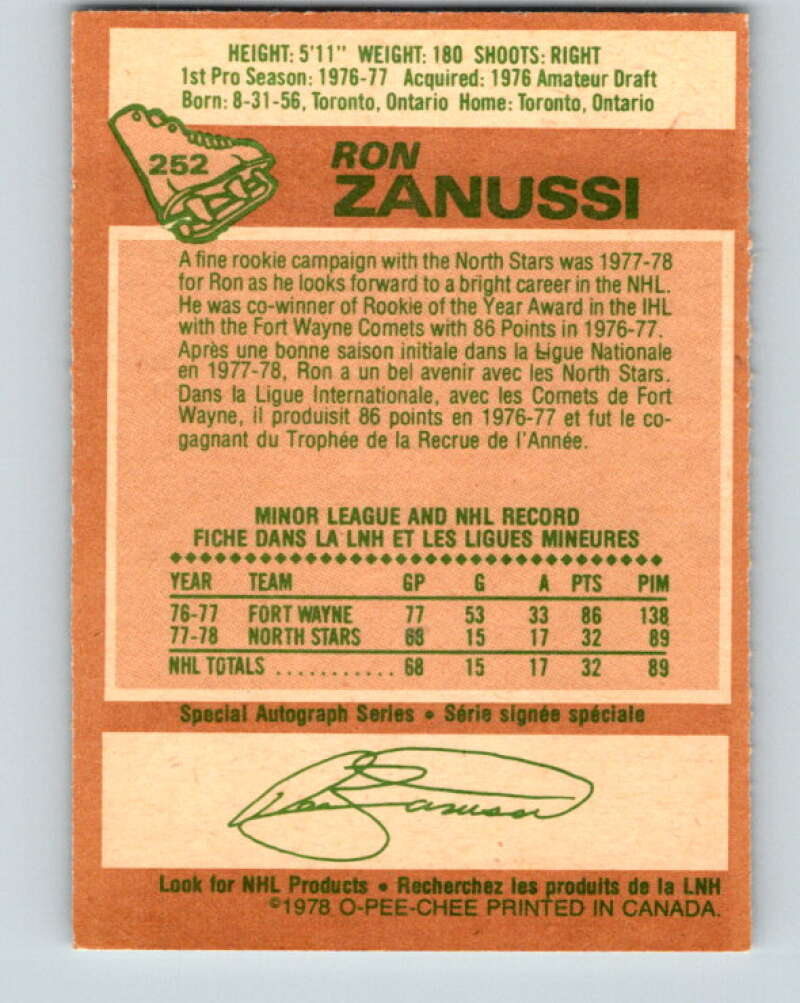 HEIGHT: 5'11" WEIGHT: 180 SHOOTS: RIGHT
1st Pro Season: 1976-77 Acquired: 1976 Amateur Draft
Born: 8-31-56, Toronto, Ontario Home: Toronto, Ontario
252
RON
ZANUSSI
A fine rookie campaign with the North Stars was 1977-78
for Ron as he looks forward to a bright career in the NHL.
He was co-winner of Rookie of the Year Award in the IHL
with the Fort Wayne Comets with 86 Points in 1976-77.
Après une bonne saison initiale dans la Ligue Nationale
en 1977-78, Ron a un bel avenir avec les North Stars.
Dans la Ligue Internationale, avec les Comets de Fort
Wayne, il produisit 86 points en 1976-77 et fut le co-
gagnant du Trophée de la Recrue de l'Année.
MINOR LEAGUE AND NHL RECORD
FICHE DANS LA LNH ET LES LIGUES MINEURES
YEAR TEAM GP G A PTS PIM
76-77 FORT WAYNE 77 53 33 86 138
77-78 NORTH STARS 68 15 17 32 89
NHL TOTALS ........... 68 15 17 32 89
Special Autograph Series • Série signée spéciale
Ron Zanussi
Look for NHL Products • Recherchez les produits de la LNH
©1978 O-PEE-CHEE PRINTED IN CANADA.